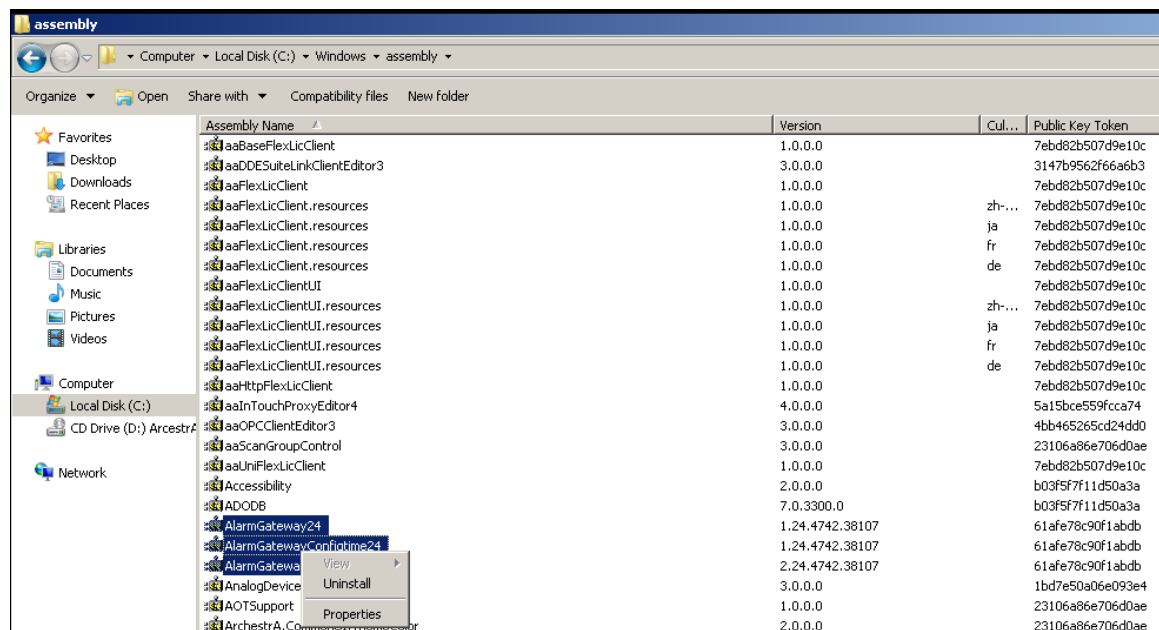 assembly
Computer Local Disk (C:) Windows assembly
Organize Open Share with Compatibility files New folder
Favorites
Desktop
Downloads
Recent Places
Libraries
Documents
Music
Pictures
Videos
Computer
Local Disk (C:)
CD Drive (D:) ArcestrA
Network
Assembly Name Version Cul... Public Key Token
aaBaseFlexLicClient 1.0.0.0 7ebd82b507d9e10c
aaDDESuiteLinkClientEditor3 3.0.0.0 3147b9562f66a6b3
aaFlexLicClient 1.0.0.0 7ebd82b507d9e10c
aaFlexLicClient.resources 1.0.0.0 zh-... 7ebd82b507d9e10c
aaFlexLicClient.resources 1.0.0.0 ja 7ebd82b507d9e10c
aaFlexLicClient.resources 1.0.0.0 fr 7ebd82b507d9e10c
aaFlexLicClient.resources 1.0.0.0 de 7ebd82b507d9e10c
aaFlexLicClientUI 1.0.0.0 7ebd82b507d9e10c
aaFlexLicClientUI.resources 1.0.0.0 zh-... 7ebd82b507d9e10c
aaFlexLicClientUI.resources 1.0.0.0 ja 7ebd82b507d9e10c
aaFlexLicClientUI.resources 1.0.0.0 fr 7ebd82b507d9e10c
aaFlexLicClientUI.resources 1.0.0.0 de 7ebd82b507d9e10c
aaHttpFlexLicClient 1.0.0.0 7ebd82b507d9e10c
aaInTouchProxyEditor4 4.0.0.0 5a15bce559fcca74
aaOPCClientEditor3 3.0.0.0 4bb465265cd24dd0
aaScanGroupControl 3.0.0.0 23106a86e706d0ae
aaUniFlexLicClient 1.0.0.0 7ebd82b507d9e10c
Accessibility 2.0.0.0 b03f5f7f11d50a3a
ADODB 7.0.3300.0 b03f5f7f11d50a3a
AlarmGateway24 1.24.4742.38107 61afe78c90f1abdb
AlarmGatewayConfigtime24 1.24.4742.38107 61afe78c90f1abdb
AlarmGatewa 2.24.4742.38107 61afe78c90f1abdb
AnalogDevice 3.0.0.0 1bd7e50a06e093e4
AOTSupport 1.0.0.0 23106a86e706d0ae
2.0.0.0 23106a86e706d0ae
View
Uninstall
Properties